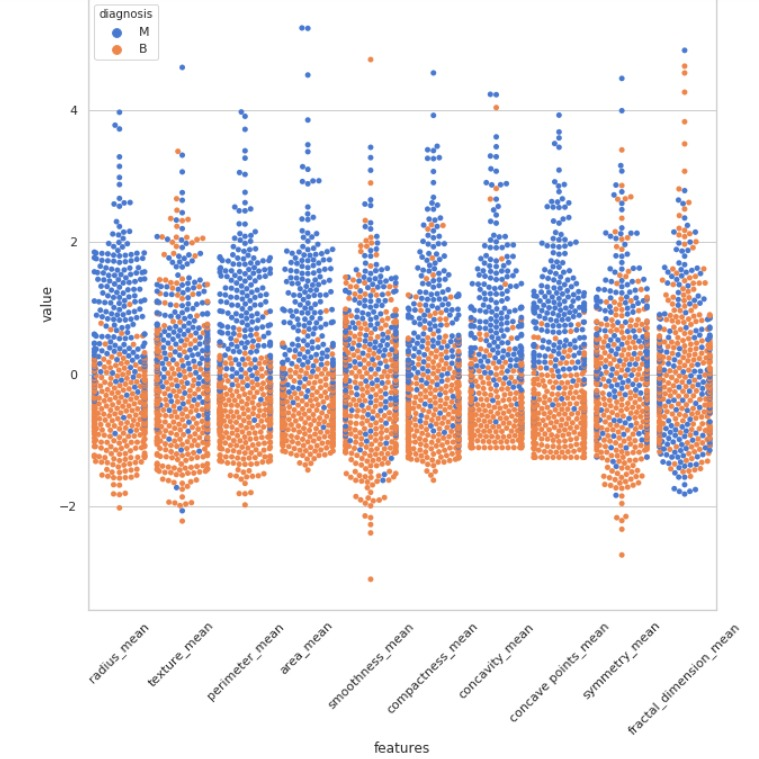 diagnosis
M
B
4
2
0
−2
value
radius_mean
texture_mean
perimeter_mean
area_mean
smoothness_mean
compactness_mean
concavity_mean
concave points_mean
symmetry_mean
fractal_dimension_mean
features